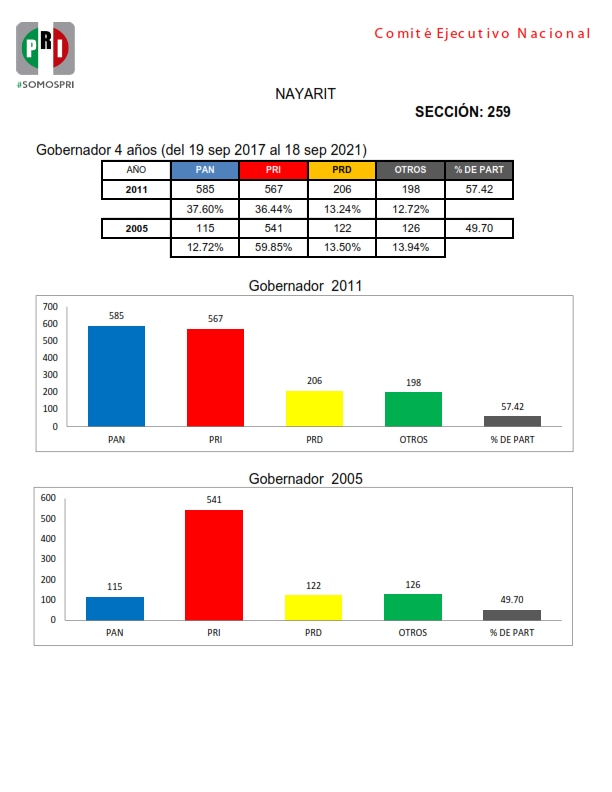 PRI
#SOMOSPRI
Comité Ejecutivo Nacional
NAYARIT
SECCIÓN: 259
Gobernador 4 años (del 19 sep 2017 al 18 sep 2021)
AÑO PAN PRI PRD OTROS % DE PART
2011 585 567 206 198 57.42
37.60% 36.44% 13.24% 12.72%
2005 115 541 122 126 49.70
12.72% 59.85% 13.50% 13.94%
Gobernador 2011
700
600
500
400
300
200
100
0
585
567
206
198
57.42
PAN PRI PRD OTROS % DE PART
Gobernador 2005
600
500
400
300
200
100
0
115
541
122
126
49.70
PAN PRI PRD OTROS % DE PART